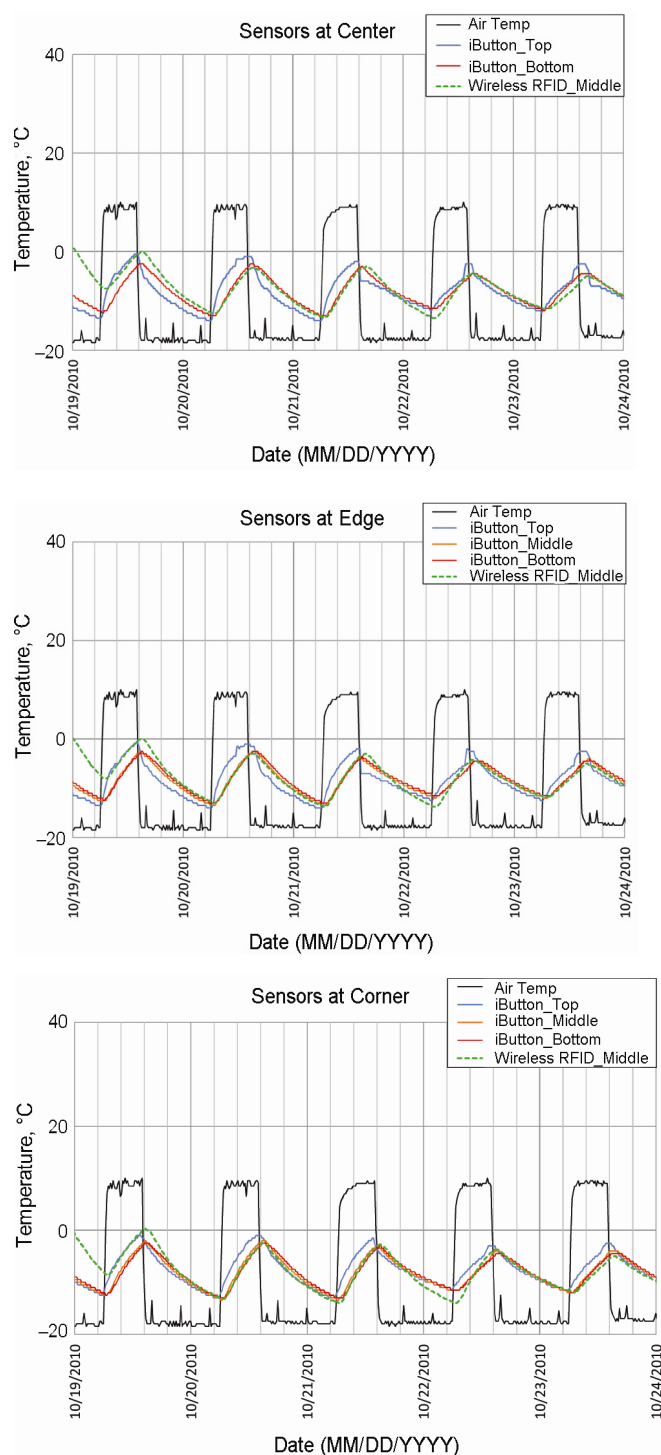 Sensors at Center
Air Temp
iButton_Top
iButton_Bottom
Wireless RFID_Middle
Temperature, °C
40
20
0
–20
10/19/2010
10/20/2010
10/21/2010
10/22/2010
10/23/2010
10/24/2010
Date (MM/DD/YYYY)
Sensors at Edge
Air Temp
iButton_Top
iButton_Middle
iButton_Bottom
Wireless RFID_Middle
Temperature, °C
40
20
0
–20
10/19/2010
10/20/2010
10/21/2010
10/22/2010
10/23/2010
10/24/2010
Date (MM/DD/YYYY)
Sensors at Corner
Air Temp
iButton_Top
iButton_Middle
iButton_Bottom
Wireless RFID_Middle
Temperature, °C
40
20
0
–20
10/19/2010
10/20/2010
10/21/2010
10/22/2010
10/23/2010
10/24/2010
Date (MM/DD/YYYY)